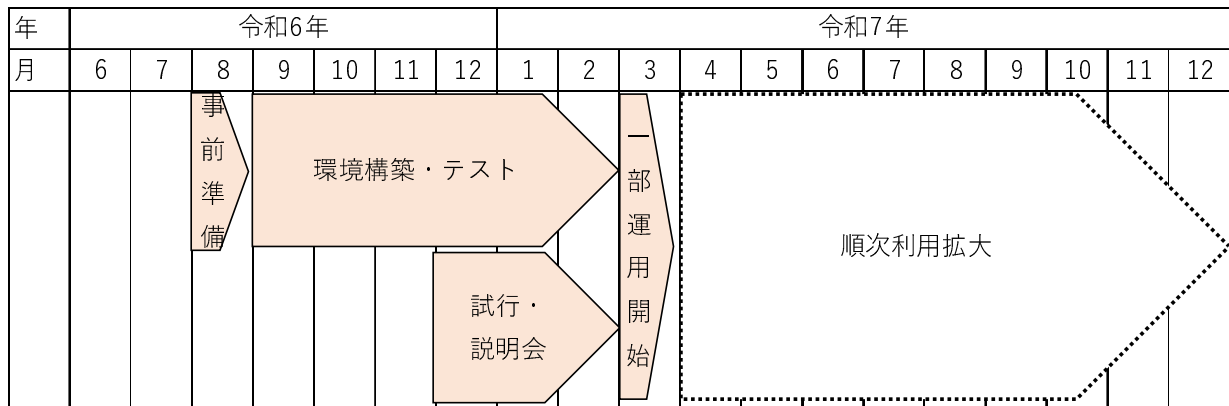 年 令和6年 令和7年
月 6 7 8 9 10 11 12 1 2 3 4 5 6 7 8 9 10 11 12
事前準備
環境構築・テスト
試行・
説明会
一部運用開始
順次利用拡大